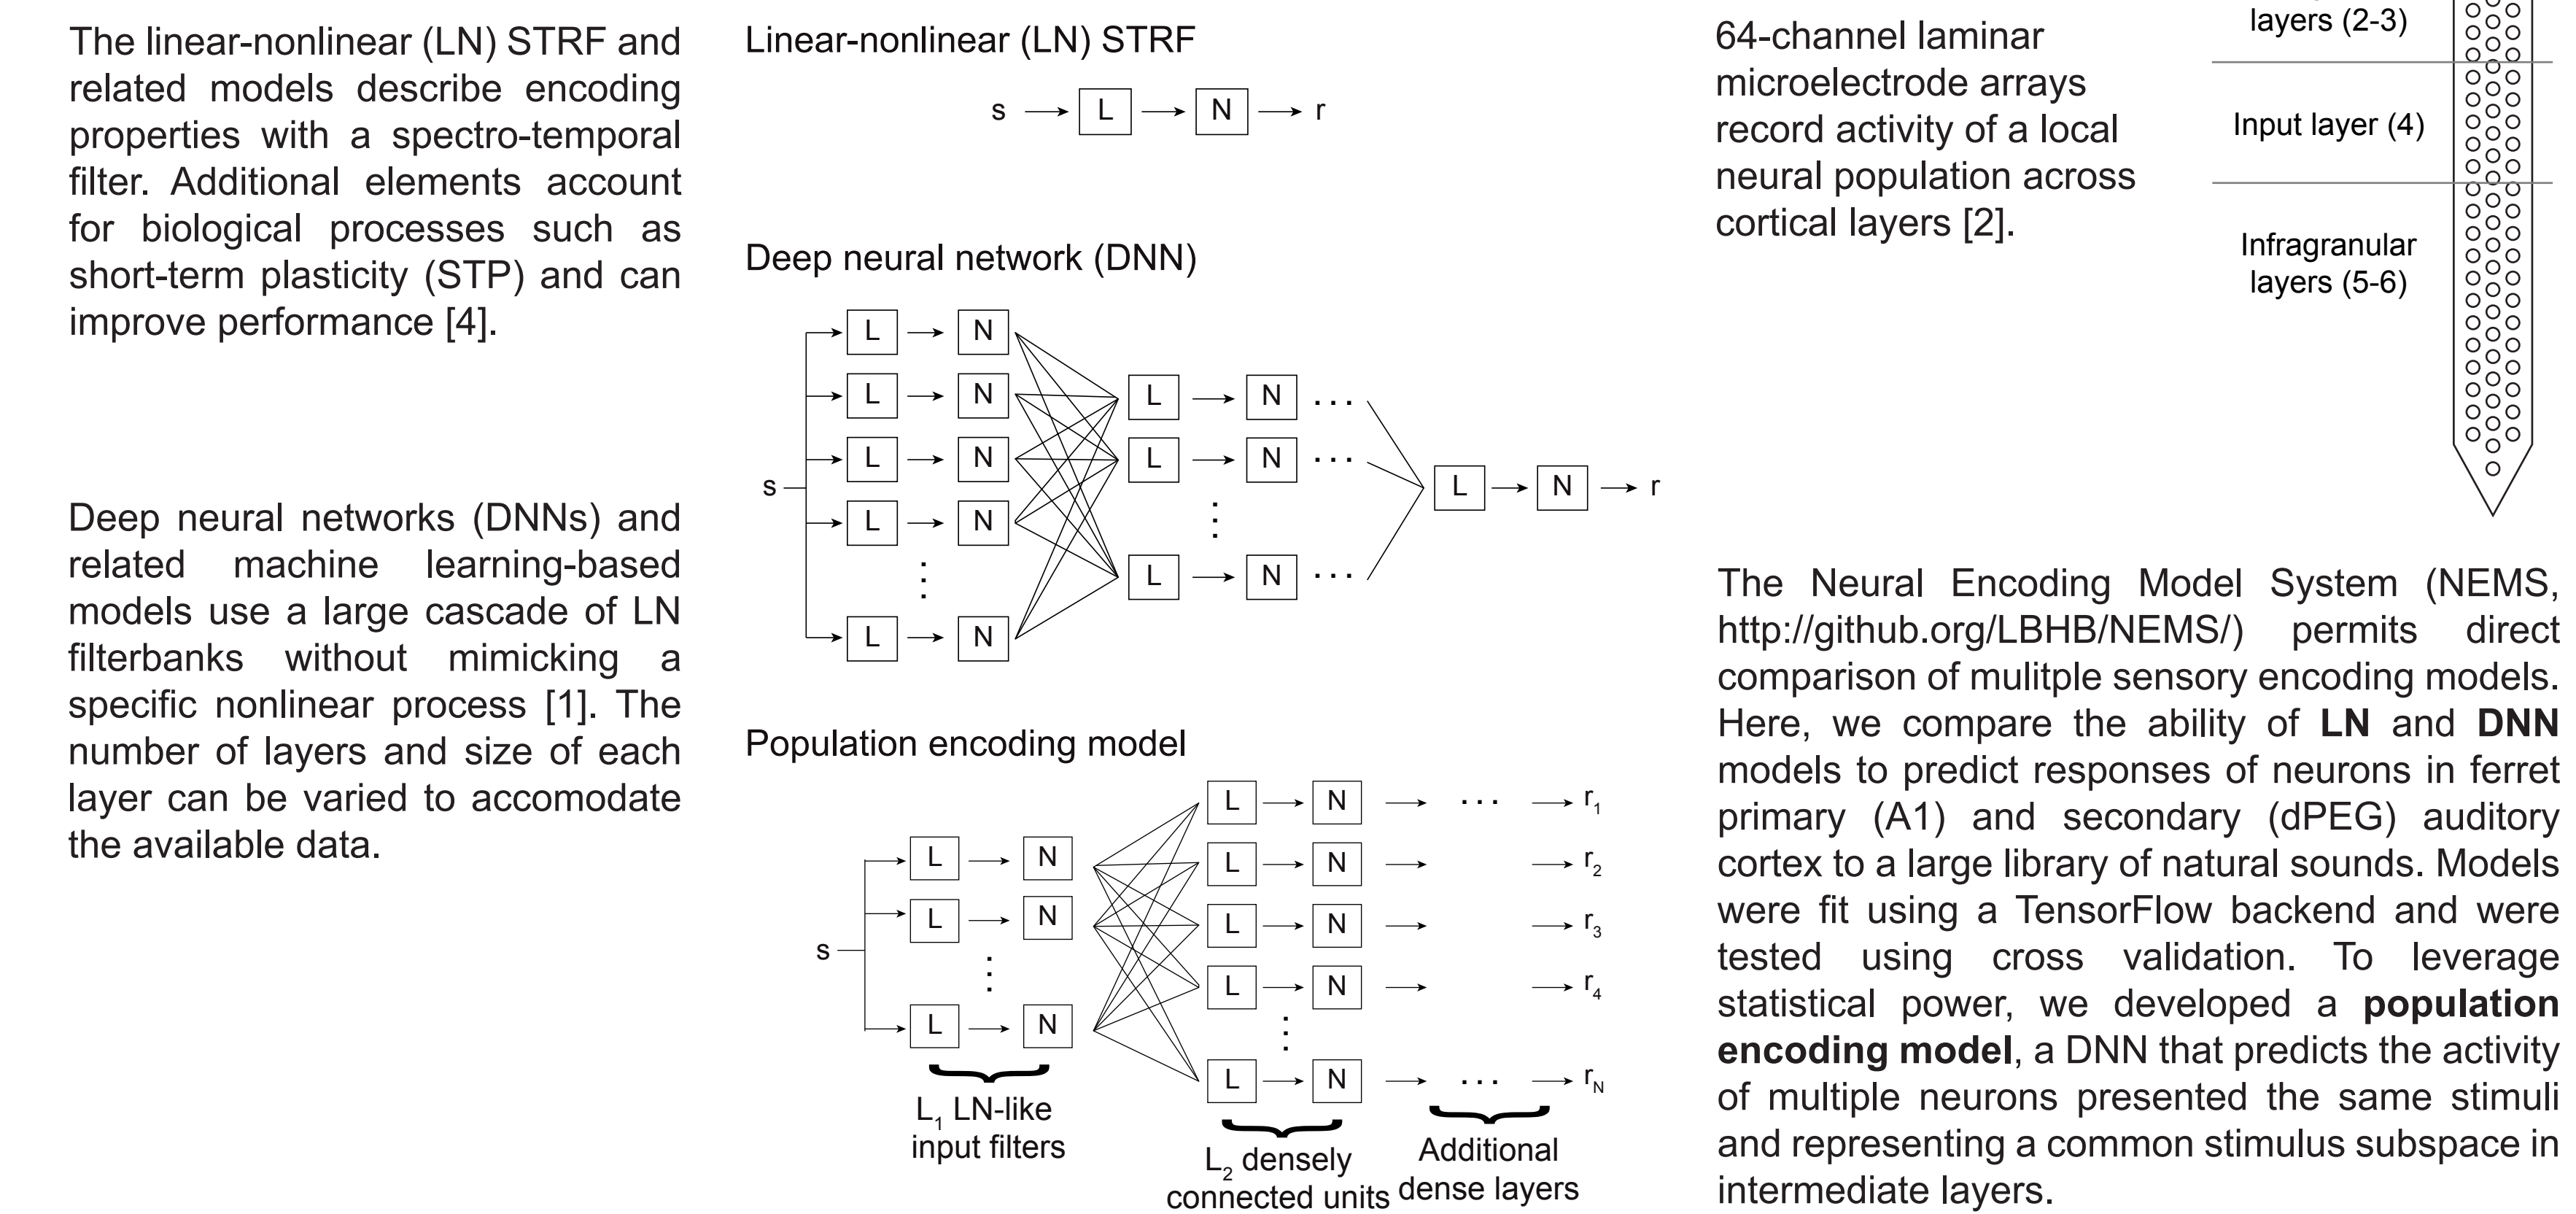 The linear-nonlinear (LN) STRF and
related models describe encoding
properties with a spectro-temporal
filter. Additional elements account
for biological processes such as
short-term plasticity (STP) and can
improve performance [4].
Deep neural networks (DNNs) and
related machine learning-based
models use a large cascade of LN
filterbanks without mimicking a
specific nonlinear process [1]. The
number of layers and size of each
layer can be varied to accomodate
the available data.
Linear-nonlinear (LN) STRF
s L N r
Deep neural network (DNN)
L N
L N
L N ...
L N
L N ...
L N
s
L N r
L N
L N ...
L N
Population encoding model
L N ... r1
L N
L N r2
L N
L N r3
s
L N r4
L N
L N ... rN
L1 LN-like
input filters
L2 densely
connected units
Additional
dense layers
64-channel laminar
microelectrode arrays
record activity of a local
neural population across
cortical layers [2].
layers (2-3)
Input layer (4)
Infragranular
layers (5-6)
The Neural Encoding Model System (NEMS,
http://github.org/LBHB/NEMS/) permits direct
comparison of mulitple sensory encoding models.
Here, we compare the ability of LN and DNN
models to predict responses of neurons in ferret
primary (A1) and secondary (dPEG) auditory
cortex to a large library of natural sounds. Models
were fit using a TensorFlow backend and were
tested using cross validation. To leverage
statistical power, we developed a population
encoding model, a DNN that predicts the activity
of multiple neurons presented the same stimuli
and representing a common stimulus subspace in
intermediate layers.